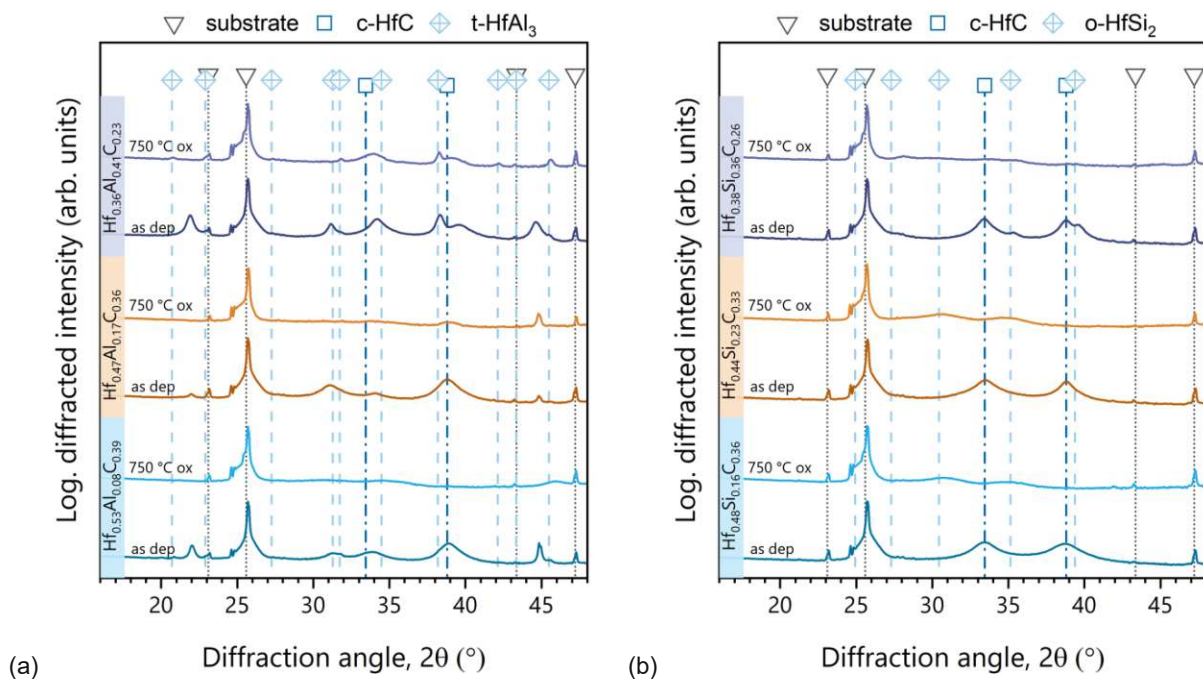 substrate c-HfC t-HfAl3
Log. diffracted intensity (arb. units)
Hf0.36Al0.41C0.23
750 °C ox
as dep
Hf0.47Al0.17C0.36
750 °C ox
as dep
Hf0.53Al0.08C0.39
750 °C ox
as dep
20 25 30 35 40 45
Diffraction angle, 2θ (°)
(a)
substrate c-HfC o-HfSi2
Log. diffracted intensity (arb. units)
Hf0.38Si0.36C0.26
750 °C ox
as dep
Hf0.44Si0.23C0.33
750 °C ox
as dep
Hf0.48Si0.16C0.36
750 °C ox
as dep
20 25 30 35 40 45
Diffraction angle, 2θ (°)
(b)